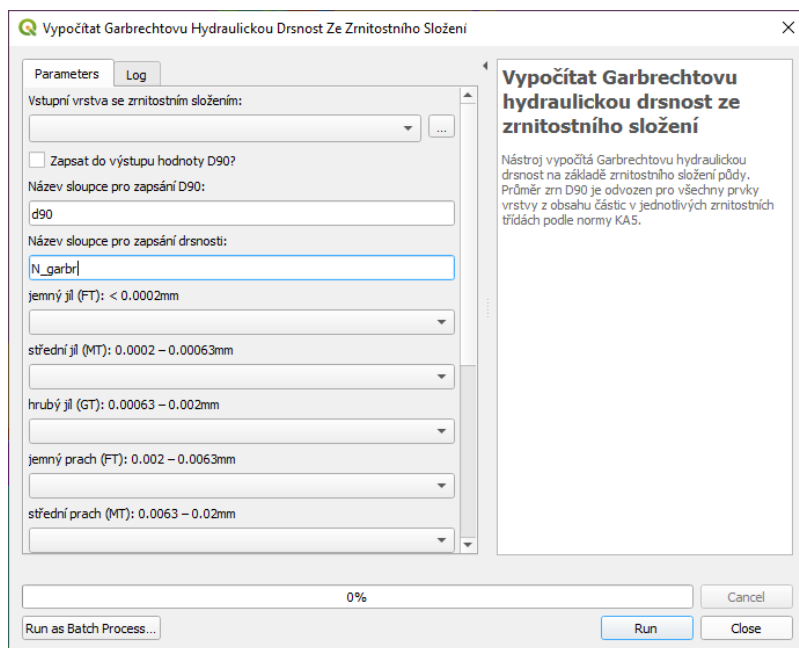 Vypočítat Garbrechtovu Hydraulickou Drsnost Ze Zrnitostního Složení
Parameters
Log
Vstupní vrstva se zrnitostním složením:
...
Zapsat do výstupu hodnoty D90?
Název sloupce pro zapsání D90:
d90
Název sloupce pro zapsání drsnosti:
N_garbr
jemný jíl (FT): < 0.0002mm
střední jíl (MT): 0.0002 – 0.00063mm
hrubý jíl (GT): 0.00063 – 0.002mm
jemný prach (FT): 0.002 – 0.0063mm
střední prach (MT): 0.0063 – 0.02mm
Vypočítat Garbrechtovu
hydraulickou drsnost ze
zrnitostního složení
Nástroj vypočítá Garbrechtovu hydraulickou
drsnost na základě zrnitostního složení půdy.
Průměr zrn D90 je odvozen pro všechny prvky
vrstvy z obsahu částic v jednotlivých zrnitostních
třídách podle normy KA5.
0%
Cancel
Run as Batch Process...
Run
Close